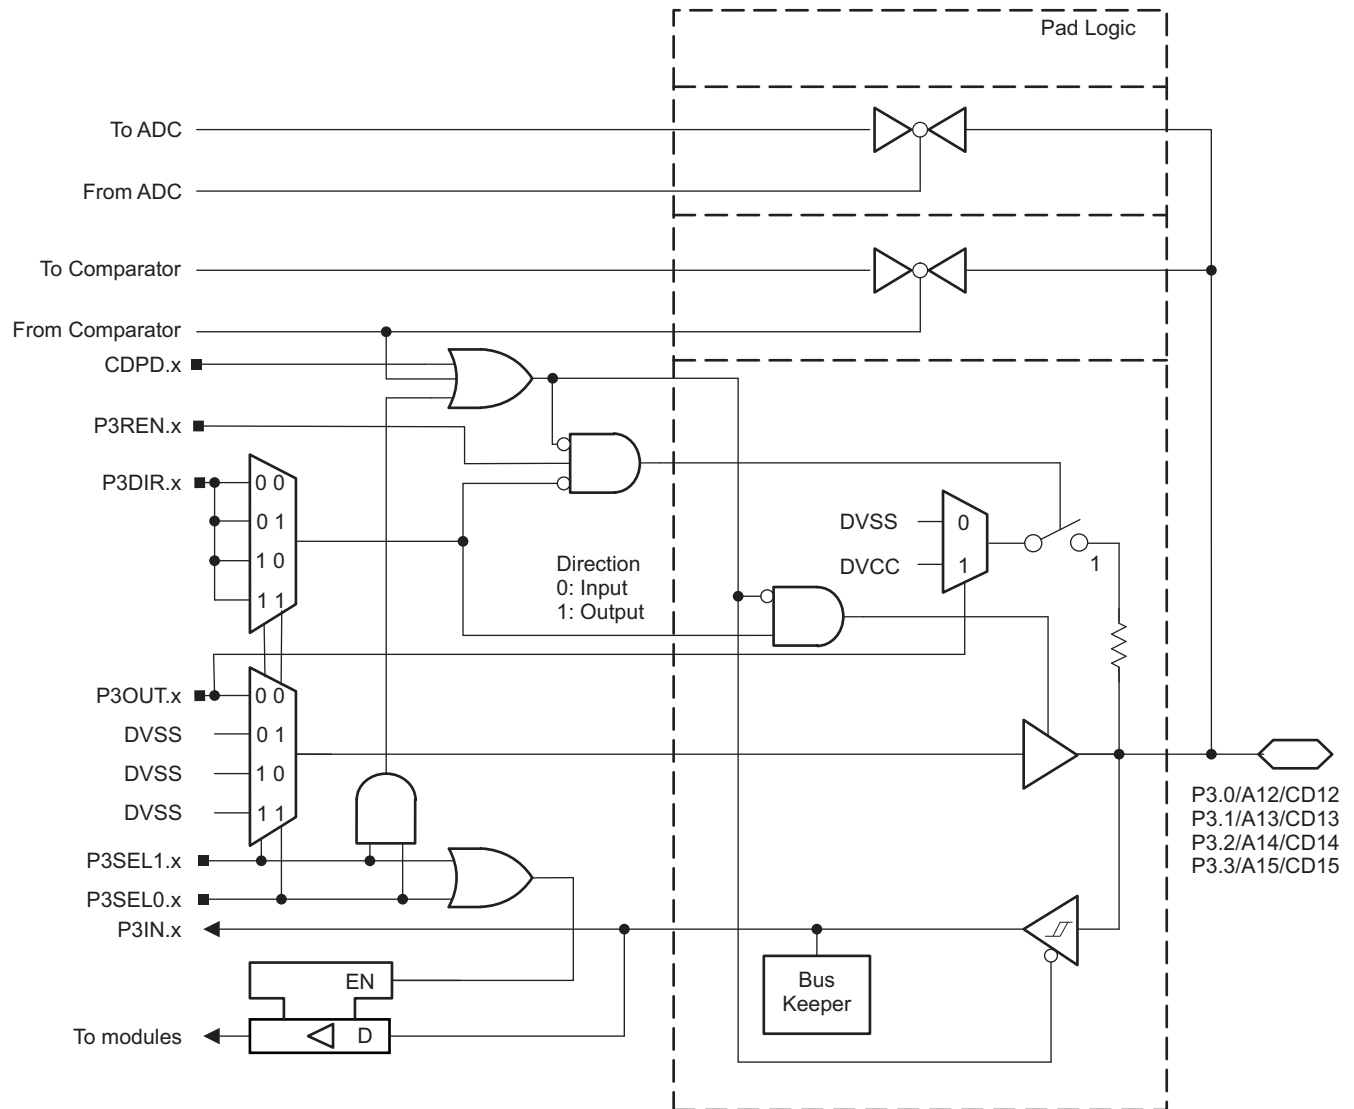 Pad Logic
To ADC
From ADC
To Comparator
From Comparator
CDPD.x
P3REN.x
P3DIR.x
0 0
0 1
1 0
1 1
Direction
0: Input
1: Output
DVSS
0
DVCC
1
1
P3OUT.x
0 0
DVSS
0 1
DVSS
1 0
DVSS
1 1
P3.0/A12/CD12
P3.1/A13/CD13
P3.2/A14/CD14
P3.3/A15/CD15
P3SEL1.x
P3SEL0.x
P3IN.x
EN
Bus
Keeper
To modules
D